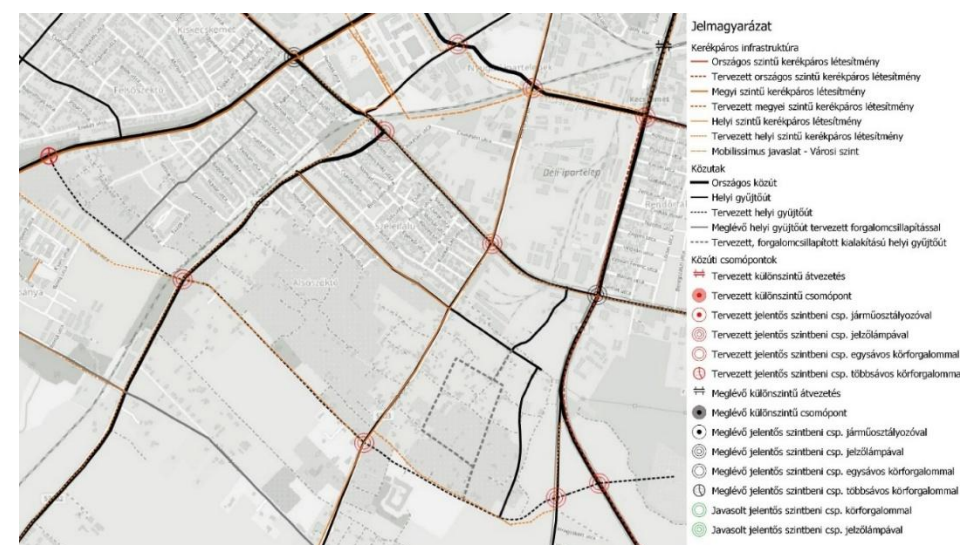 Jelmagyarázat
Kerékpáros infrastruktúra
Országos szintű kerékpáros létesítmény
Tervezett országos szintű kerékpáros létesítmény
Megyi szintű kerékpáros létesítmény
Tervezett megyei szintű kerékpáros létesítmény
Helyi szintű kerékpáros létesítmény
Tervezett helyi szintű kerékpáros létesítmény
Mobilissimus javaslat - Városi szint
Közutak
Országos közút
Helyi gyűjtőút
Tervezett helyi gyűjtőút
Meglévő helyi gyűjtőút tervezett forgalomcsillapítással
Tervezett, forgalomcsillapított kialakítású helyi gyűjtőút
Közúti csomópontok
Tervezett különszintű átvezetés
Tervezett különszintű csomópont
Tervezett jelentős szintbeni csp. járműosztályozóval
Tervezett jelentős szintbeni csp. jelzőlámpával
Tervezett jelentős szintbeni csp. egysávos körforgalommal
Tervezett jelentős szintbeni csp. többsávos körforgalomma
Meglévő különszintű átvezetés
Meglévő különszintű csomópont
Meglévő jelentős szintbeni csp. járműosztályozóval
Meglévő jelentős szintbeni csp. jelzőlámpával
Meglévő jelentős szintbeni csp. egysávos körforgalommal
Meglévő jelentős szintbeni csp. többsávos körforgalommal
Javasolt jelentős szintbeni csp. körforgalommal
Javasolt jelentős szintbeni csp. jelzőlámpával
Kiskecskemét
Déli Ipartelep
Alsószéktó